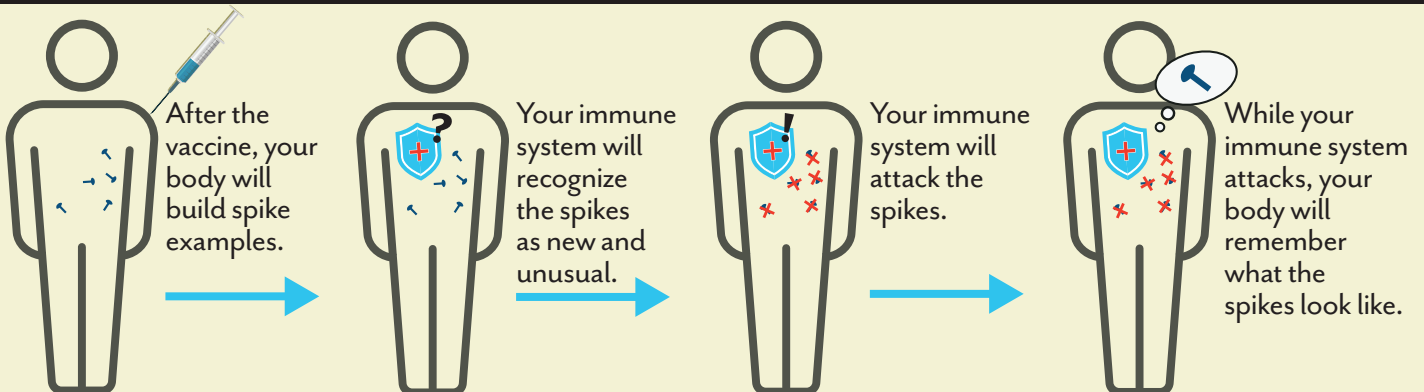 After the
vaccine, your
body will
build spike
examples.
?
Your immune
system will
recognize
the spikes
as new and
unusual.
!
Your immune
system will
attack the
spikes.
While your
immune system
attacks, your
body will
remember
what the
spikes look like.